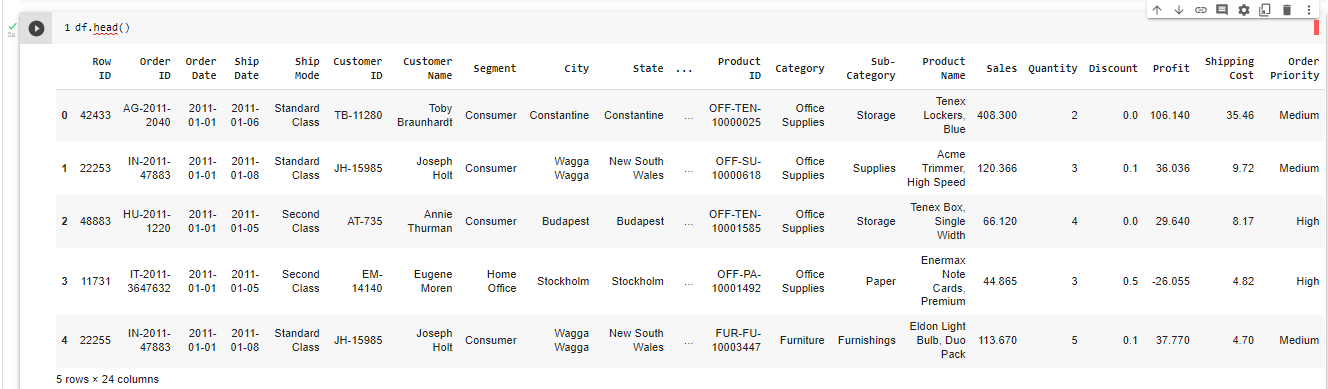 0s
1 df.head()
Row ID Order ID Order Date Ship Date Ship Mode Customer ID Customer Name Segment City State ... Product ID Category Sub-Category Product Name Sales Quantity Discount Profit Shipping Cost Order Priority
0 42433 AG-2011-2040 2011-01-01 2011-01-06 Standard Class TB-11280 Toby Braunhardt Consumer Constantine Constantine ... OFF-TEN-10000025 Office Supplies Storage Tenex Lockers, Blue 408.300 2 0.0 106.140 35.46 Medium
1 22253 IN-2011-47883 2011-01-01 2011-01-08 Standard Class JH-15985 Joseph Holt Consumer Wagga Wagga New South Wales ... OFF-SU-10000618 Office Supplies Supplies Acme Trimmer, High Speed 120.366 3 0.1 36.036 9.72 Medium
2 48883 HU-2011-1220 2011-01-01 2011-01-05 Second Class AT-735 Annie Thurman Consumer Budapest Budapest ... OFF-TEN-10001585 Office Supplies Storage Tenex Box, Single Width 66.120 4 0.0 29.640 8.17 High
3 11731 IT-2011-3647632 2011-01-01 2011-01-05 Second Class EM-14140 Eugene Moren Home Office Stockholm Stockholm ... OFF-PA-10001492 Office Supplies Paper Enermax Note Cards, Premium 44.865 3 0.5 -26.055 4.82 High
4 22255 IN-2011-47883 2011-01-01 2011-01-08 Standard Class JH-15985 Joseph Holt Consumer Wagga Wagga New South Wales ... FUR-FU-10003447 Furniture Furnishings Eldon Light Bulb, Duo Pack 113.670 5 0.1 37.770 4.70 Medium
5 rows × 24 columns